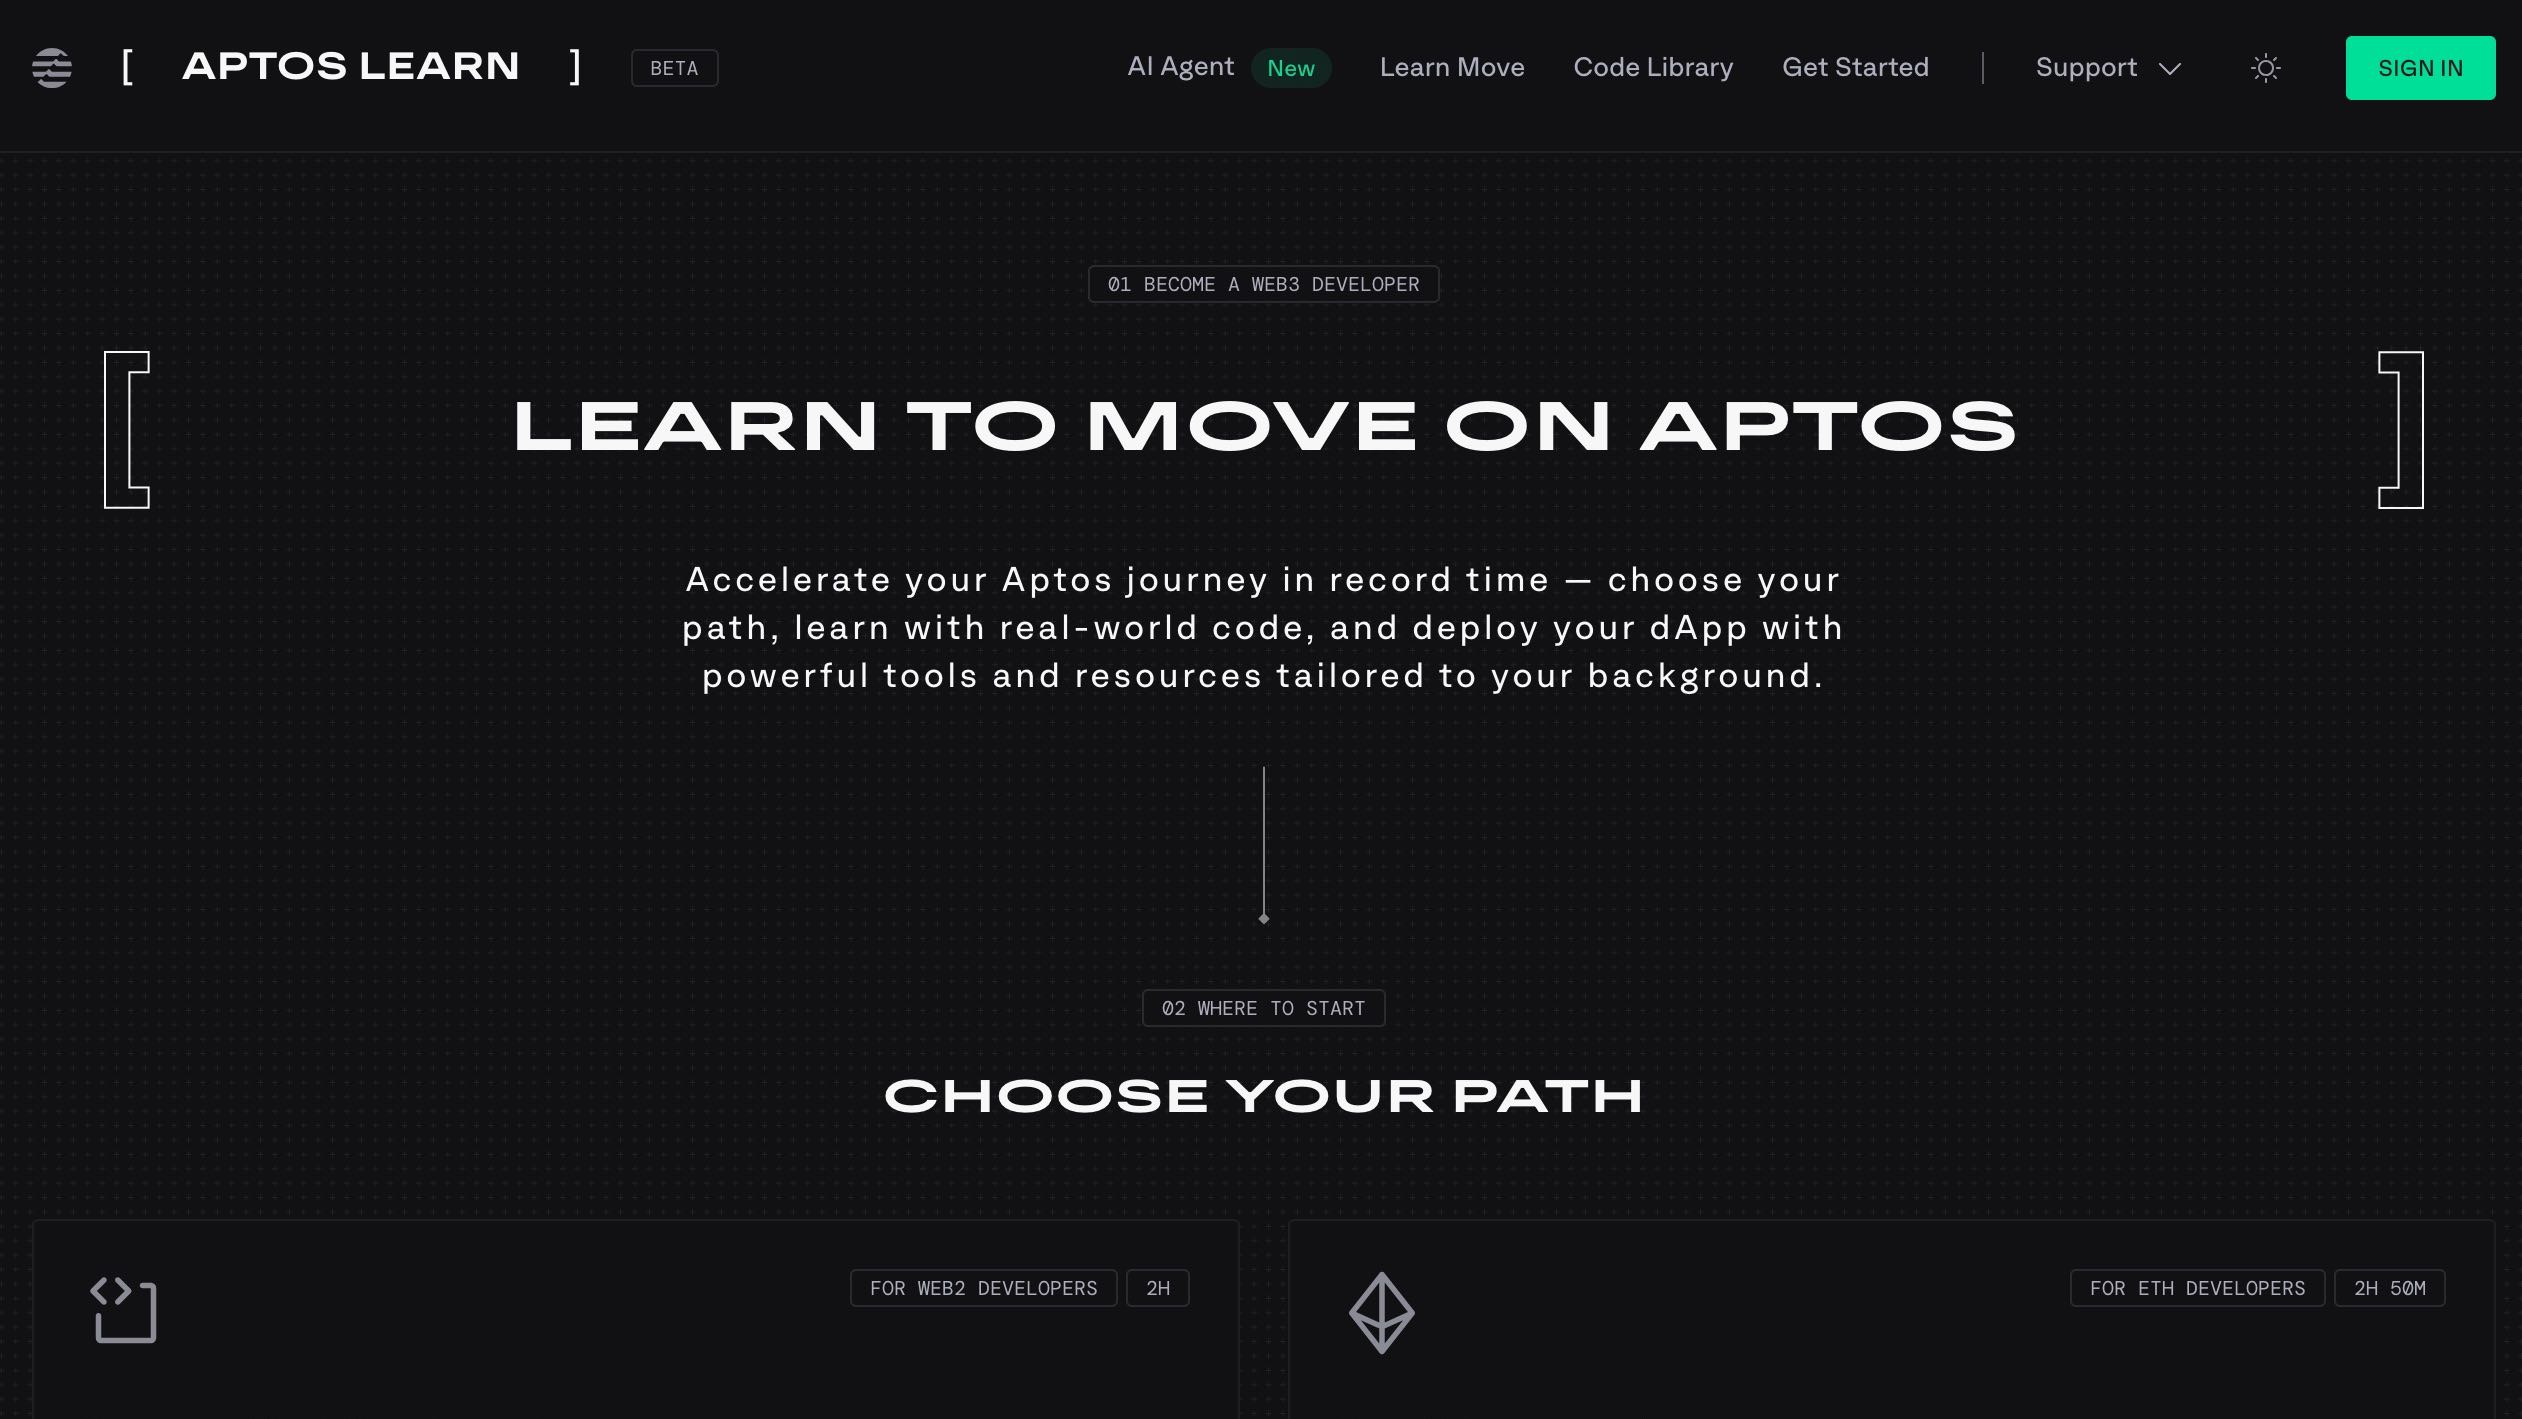 [ APTOS LEARN ] BETA
AI Agent New Learn Move Code Library Get Started Support SIGN IN
01 BECOME A WEB3 DEVELOPER
LEARN TO MOVE ON APTOS
Accelerate your Aptos journey in record time — choose your
path, learn with real-world code, and deploy your dApp with
powerful tools and resources tailored to your background.
02 WHERE TO START
CHOOSE YOUR PATH
FOR WEB2 DEVELOPERS 2H
FOR ETH DEVELOPERS 2H 50M